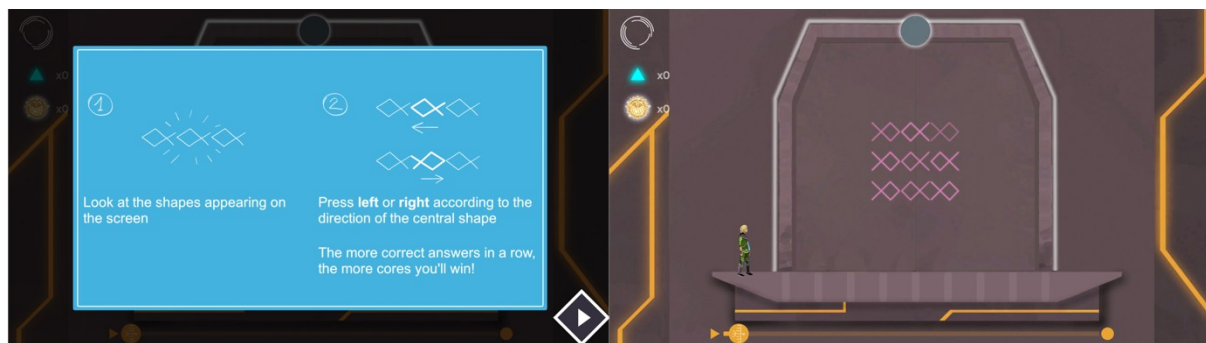 x0
x0
1
2
Look at the shapes appearing on
the screen
Press left or right according to the
direction of the central shape
The more correct answers in a row,
the more cores you'll win!
x0
x0